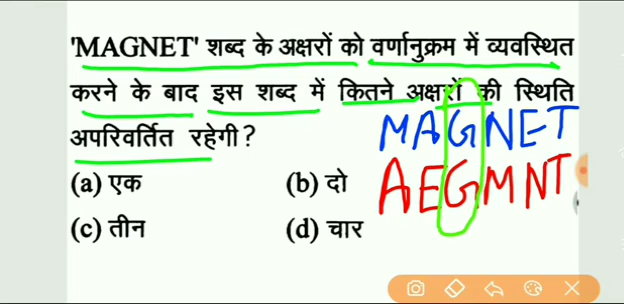 'MAGNET' शब्द के अक्षरों को वर्णानुक्रम में व्यवस्थित
करने के बाद इस शब्द में कितने अक्षरों की स्थिति
अपरिवर्तित रहेगी?
MAGNET
AEGMNT
(a) एक (b) दो
(c) तीन (d) चार